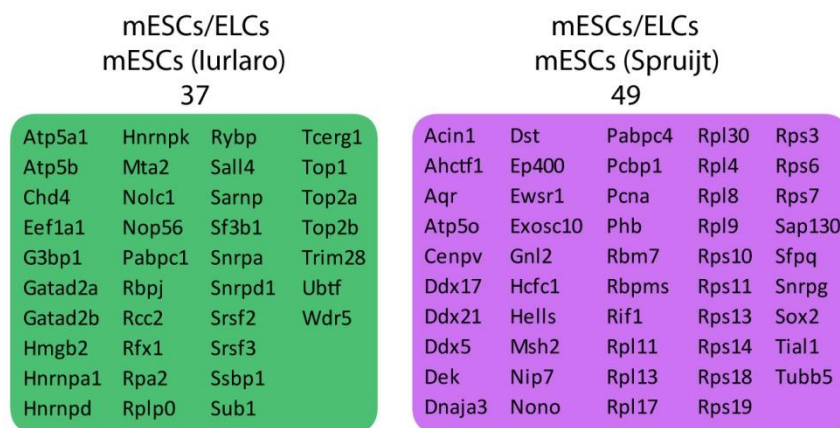 mESCs/ELCs
mESCs (Iurlaro)
37
Atp5a1 Hnrnpk Rybp Tcerg1
Atp5b Mta2 Sall4 Top1
Chd4 Nolc1 Sarnp Top2a
Eef1a1 Nop56 Sf3b1 Top2b
G3bp1 Pabpc1 Snrpa Trim28
Gatad2a Rbpj Snrpd1 Ubtf
Gatad2b Rcc2 Srsf2 Wdr5
Hmgb2 Rfx1 Srsf3
Hnrnpa1 Rpa2 Ssbp1
Hnrnpd Rplp0 Sub1
mESCs/ELCs
mESCs (Spruijt)
49
Acin1 Dst Pabpc4 Rpl30 Rps3
Ahctf1 Ep400 Pcbp1 Rpl4 Rps6
Aqr Ewsr1 Pcna Rpl8 Rps7
Atp5o Exosc10 Phb Rpl9 Sap130
Cenpv Gnl2 Rbm7 Rps10 Sfpq
Ddx17 Hcfc1 Rbpms Rps11 Snrpg
Ddx21 Hells Rif1 Rps13 Sox2
Ddx5 Msh2 Rpl11 Rps14 Tial1
Dek Nip7 Rpl13 Rps18 Tubb5
Dnaja3 Nono Rpl17 Rps19